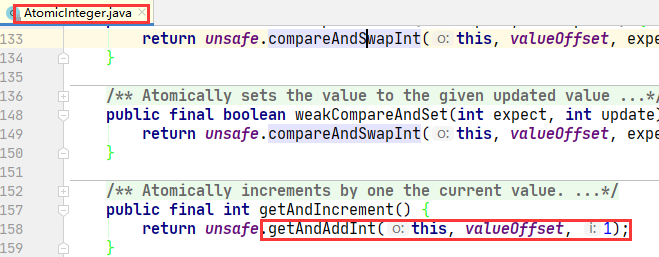 AtomicInteger.java ×
133 return unsafe.compareAndSwapInt( o: this, valueOffset, expe
134 }
135
136 /** Atomically sets the value to the given updated value ...*/
148 public final boolean weakCompareAndSet(int expect, int update)
149 return unsafe.compareAndSwapInt( o: this, valueOffset, expe
150 }
151
152 /** Atomically increments by one the current value. ...*/
157 public final int getAndIncrement() {
158 return unsafe.getAndAddInt( o: this, valueOffset, i: 1);
159 }